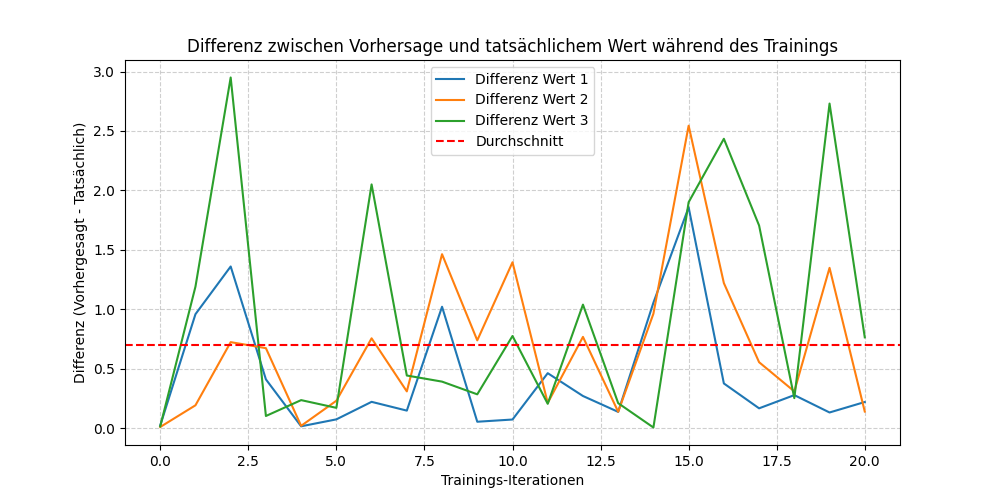 Differenz zwischen Vorhersage und tatsächlichem Wert während des Trainings
Differenz (Vorhergesagt - Tatsächlich)
3.0
2.5
2.0
1.5
1.0
0.5
0.0
Differenz Wert 1
Differenz Wert 2
Differenz Wert 3
Durchschnitt
0.0 2.5 5.0 7.5 10.0 12.5 15.0 17.5 20.0
Trainings-Iterationen